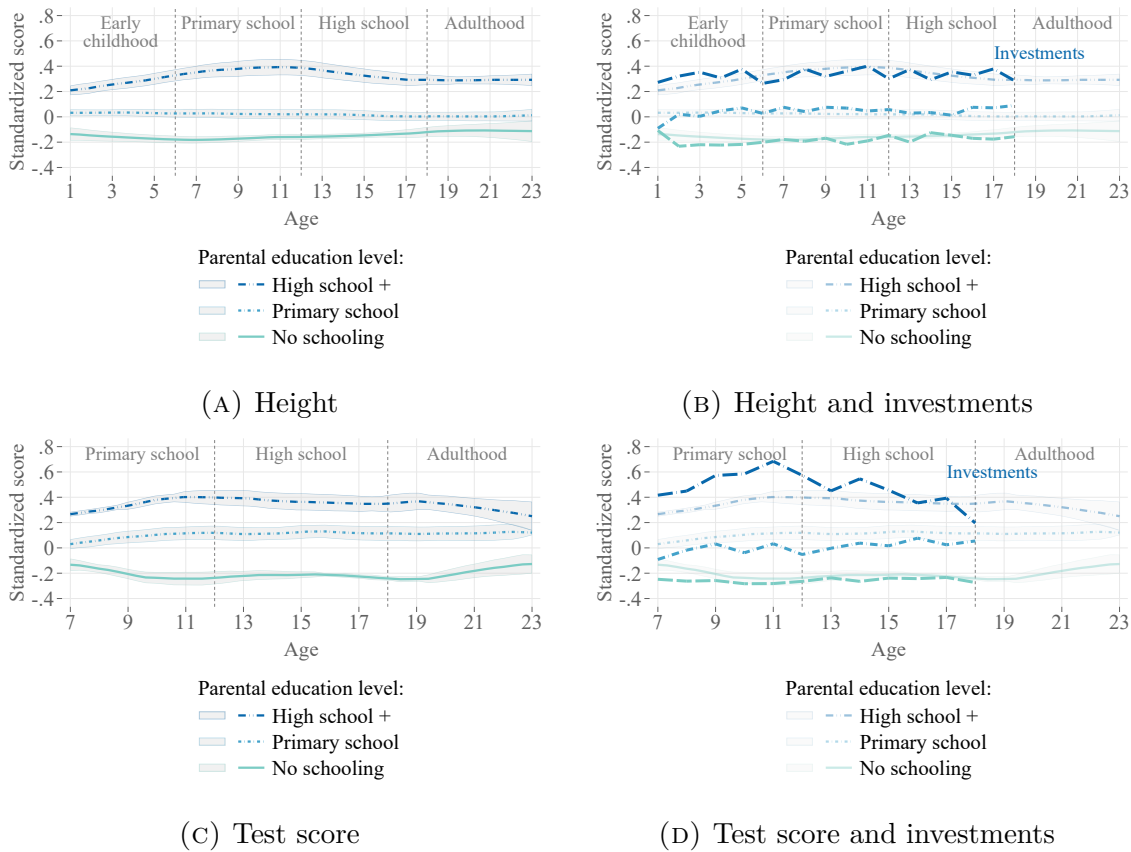 Standardized score
.8
.6
.4
.2
0
-.2
-.4
Early
childhood
Primary school
High school
Adulthood
1 3 5 7 9 11 13 15 17 19 21 23
Age
Parental education level:
High school +
Primary school
No schooling
(A) Height
Standardized score
.8
.6
.4
.2
0
-.2
-.4
Early
childhood
Primary school
High school
Adulthood
Investments
1 3 5 7 9 11 13 15 17 19 21 23
Age
Parental education level:
High school +
Primary school
No schooling
(B) Height and investments
Standardized score
.8
.6
.4
.2
0
-.2
-.4
Primary school
High school
Adulthood
7 9 11 13 15 17 19 21 23
Age
Parental education level:
High school +
Primary school
No schooling
(C) Test score
Standardized score
.8
.6
.4
.2
0
-.2
-.4
Primary school
High school
Adulthood
Investments
7 9 11 13 15 17 19 21 23
Age
Parental education level:
High school +
Primary school
No schooling
(D) Test score and investments